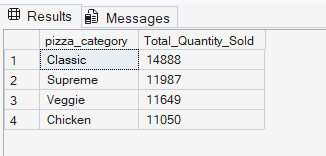 Results Messages
pizza_category Total_Quantity_Sold
1 Classic 14888
2 Supreme 11987
3 Veggie 11649
4 Chicken 11050